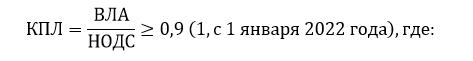 КПЛ = ВЛА / НОДС ≥ 0,9 (1, с 1 января 2022 года), где: